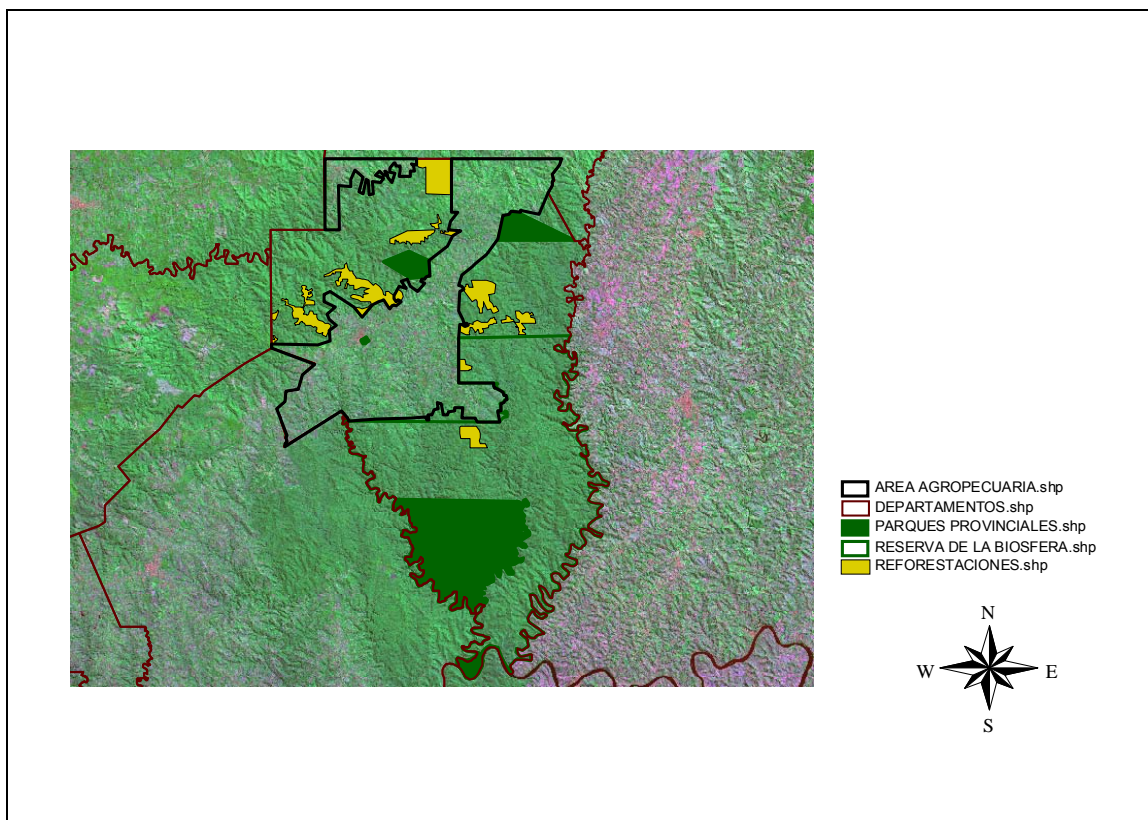 AREA AGROPECUARIA.shp
DEPARTAMENTOS.shp
PARQUES PROVINCIALES.shp
RESERVA DE LA BIOSFERA.shp
REFORESTACIONES.shp
N
W E
S